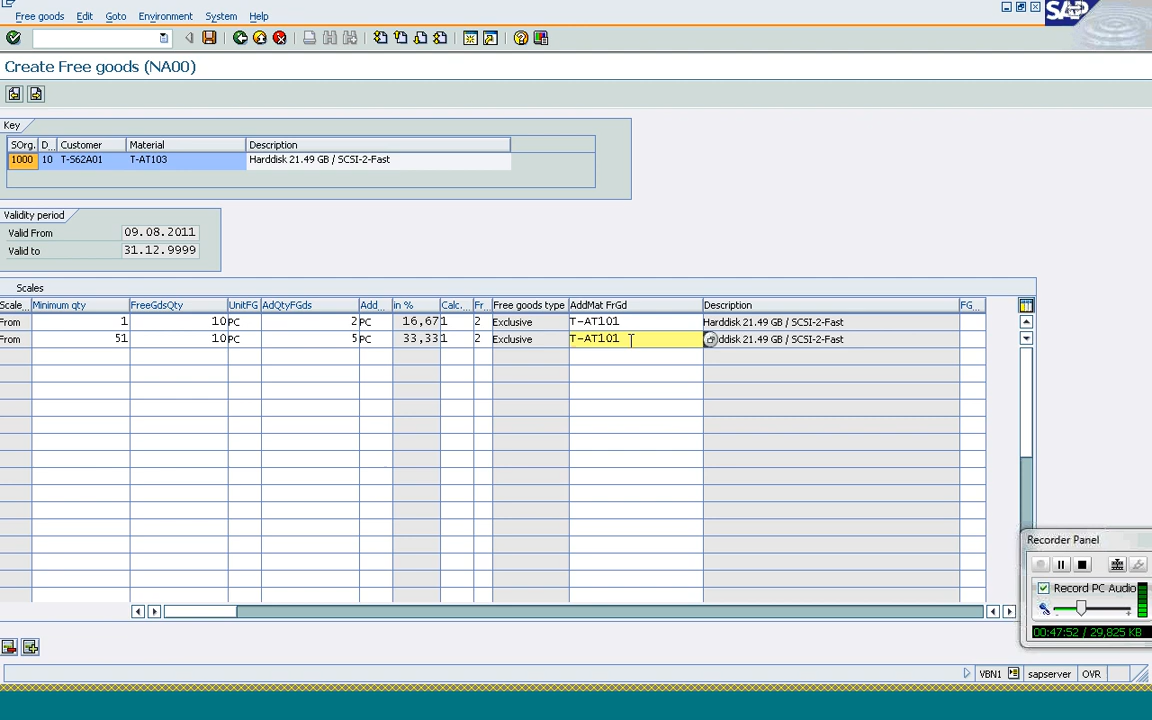 Free goods Edit Goto Environment System Help
SAP
Create Free goods (NA00)
Key
SOrg. D... Customer Material Description
1000 10 T-S62A01 T-AT103 Harddisk 21.49 GB / SCSI-2-Fast
Validity period
Valid From 09.08.2011
Valid to 31.12.9999
Scales
Scale... Minimum qty FreeGdsQty UnitFG AdQtyFGds Add... in % Calc. ... Fr... Free goods type AddMat FrGd Description FG...
From 1 10 PC 2 PC 16,67 1 2 Exclusive T-AT101 Harddisk 21.49 GB / SCSI-2-Fast
From 51 10 PC 5 PC 33,33 1 2 Exclusive T-AT101 ddisk 21.49 GB / SCSI-2-Fast
Recorder Panel
Record PC Audio
00:47:52 / 29,825 KB
VBN1 sapserver OVR